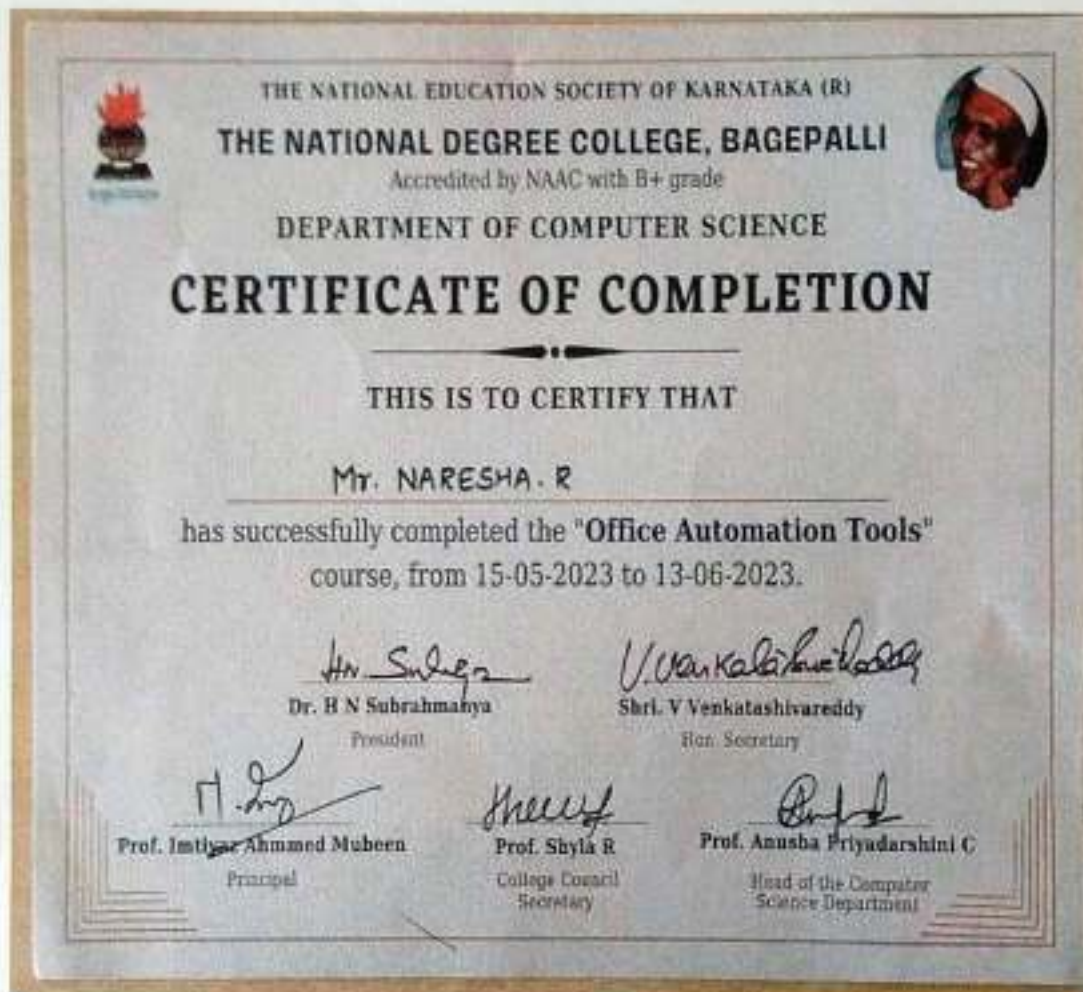 THE NATIONAL EDUCATION SOCIETY OF KARNATAKA (R)
THE NATIONAL DEGREE COLLEGE, BAGEPALLI
Accredited by NAAC with B+ grade
DEPARTMENT OF COMPUTER SCIENCE
CERTIFICATE OF COMPLETION
THIS IS TO CERTIFY THAT
Mr. NARESHA. R
has successfully completed the "Office Automation Tools"
course, from 15-05-2023 to 13-06-2023.
Dr. H N Subrahmanya
Shri. V Venkatashivareddy
President
Hon. Secretary
Prof. Imtiyaz Ahmmed Mubeen
Prof. Shyla R
Prof. Anusha Priyadarshini C
Principal
College Council
Secretary
Head of the Computer
Science Department